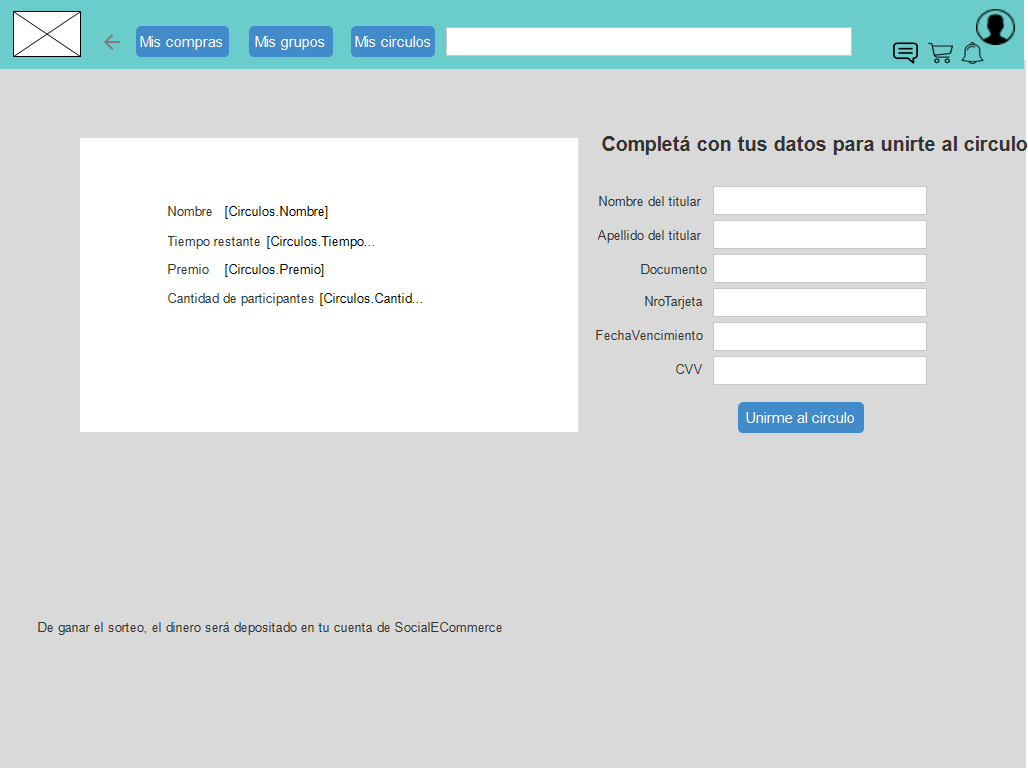 Mis compras
Mis grupos
Mis circulos
Completá con tus datos para unirte al circulo
Nombre [Circulos.Nombre]
Tiempo restante [Circulos.Tiempo...
Premio [Circulos.Premio]
Cantidad de participantes [Circulos.Cantid...
Nombre del titular
Apellido del titular
Documento
NroTarjeta
FechaVencimiento
CVV
Unirme al circulo
De ganar el sorteo, el dinero será depositado en tu cuenta de SocialECommerce